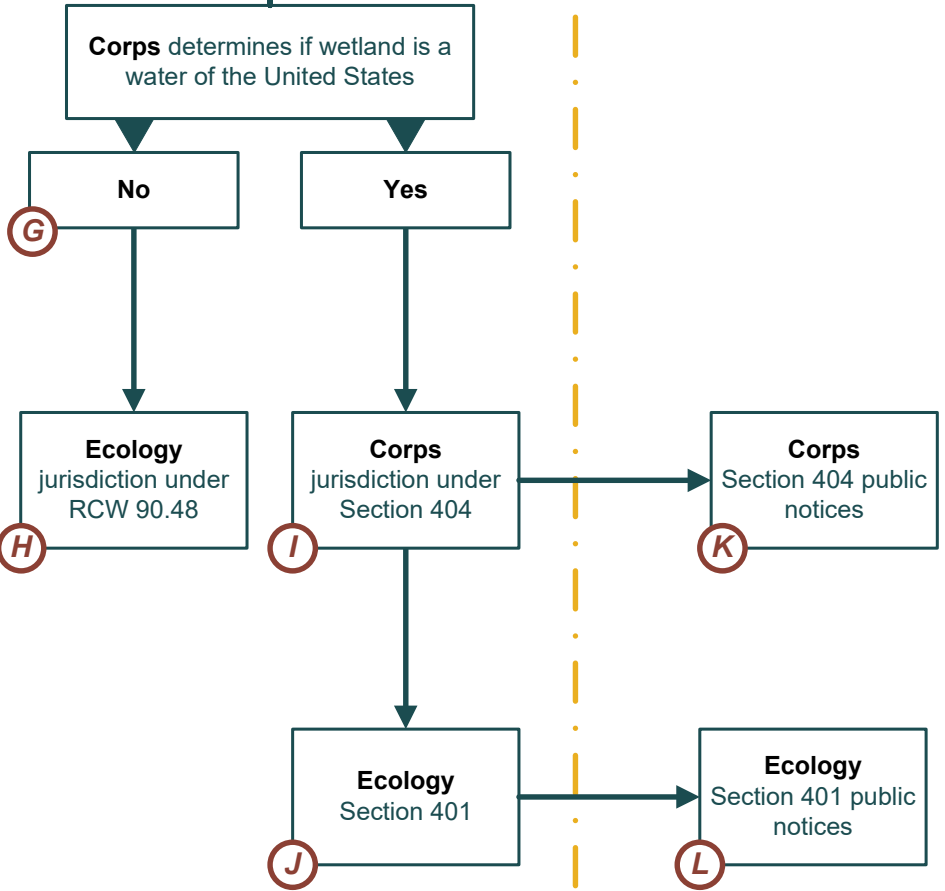 Corps determines if wetland is a
water of the United States
No
Yes
G
Ecology
jurisdiction under
RCW 90.48
H
Corps
jurisdiction under
Section 404
I
Corps
Section 404 public
notices
K
Ecology
Section 401
J
Ecology
Section 401 public
notices
L